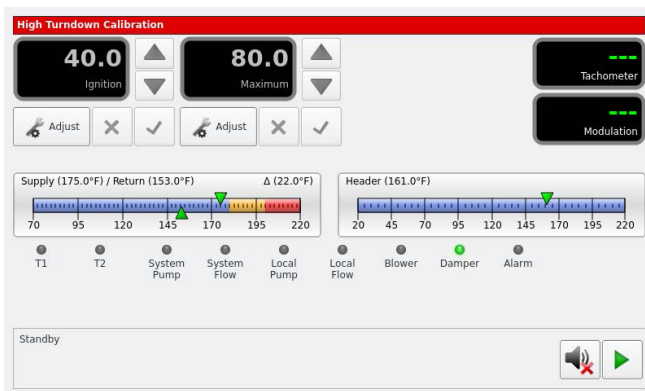 High Turndown Calibration
40.0
Ignition
80.0
Maximum
---
Tachometer
---
Modulation
Adjust
Adjust
Supply (175.0°F) / Return (153.0°F) Δ (22.0°F)
70 95 120 145 170 195 220
Header (161.0°F)
20 45 70 95 120 145 170 195 220
T1
T2
System
Pump
System
Flow
Local
Pump
Local
Flow
Blower
Damper
Alarm
Standby